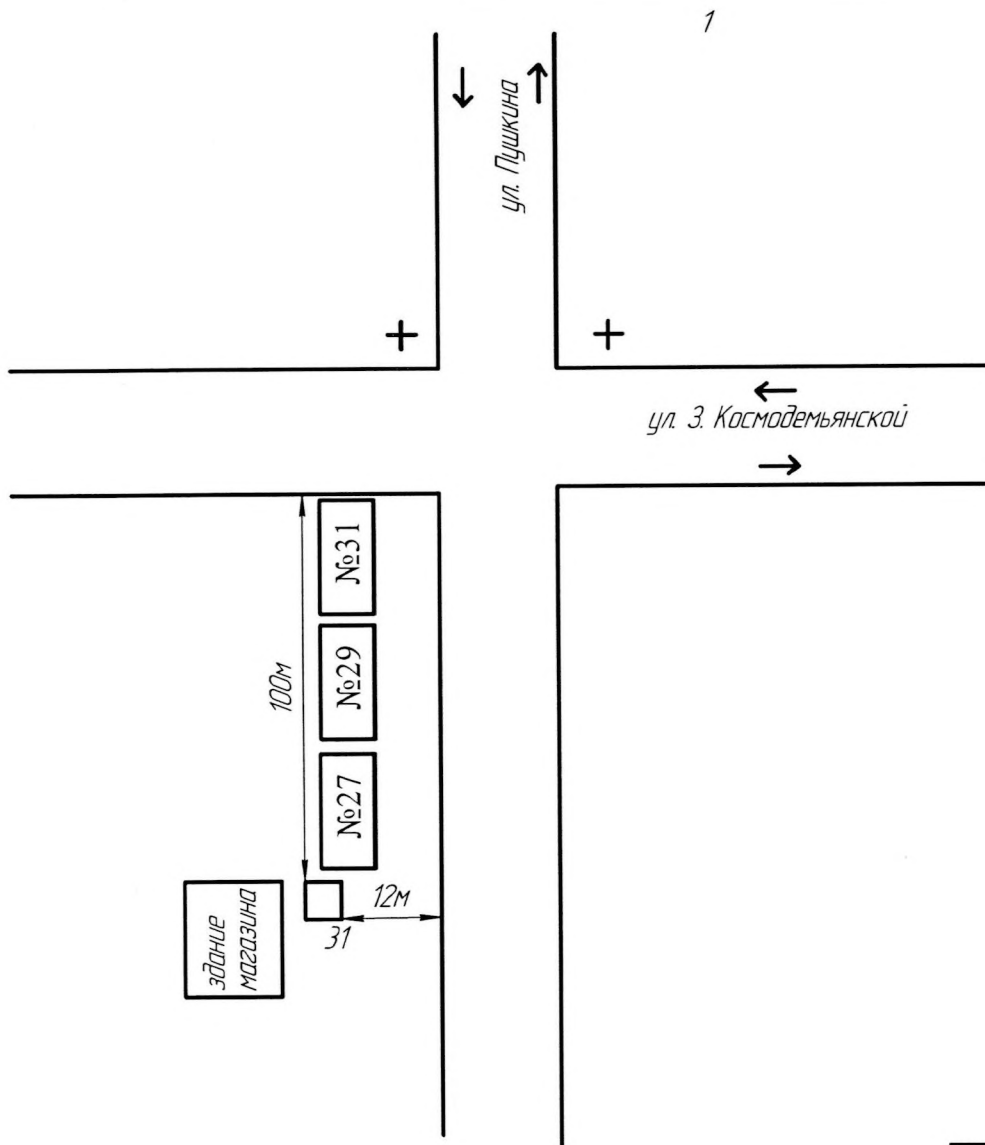 1
ул. Пушкина
ул. З. Космодемьянской
№31
100м
№29
№27
12м
31
здание
магазина